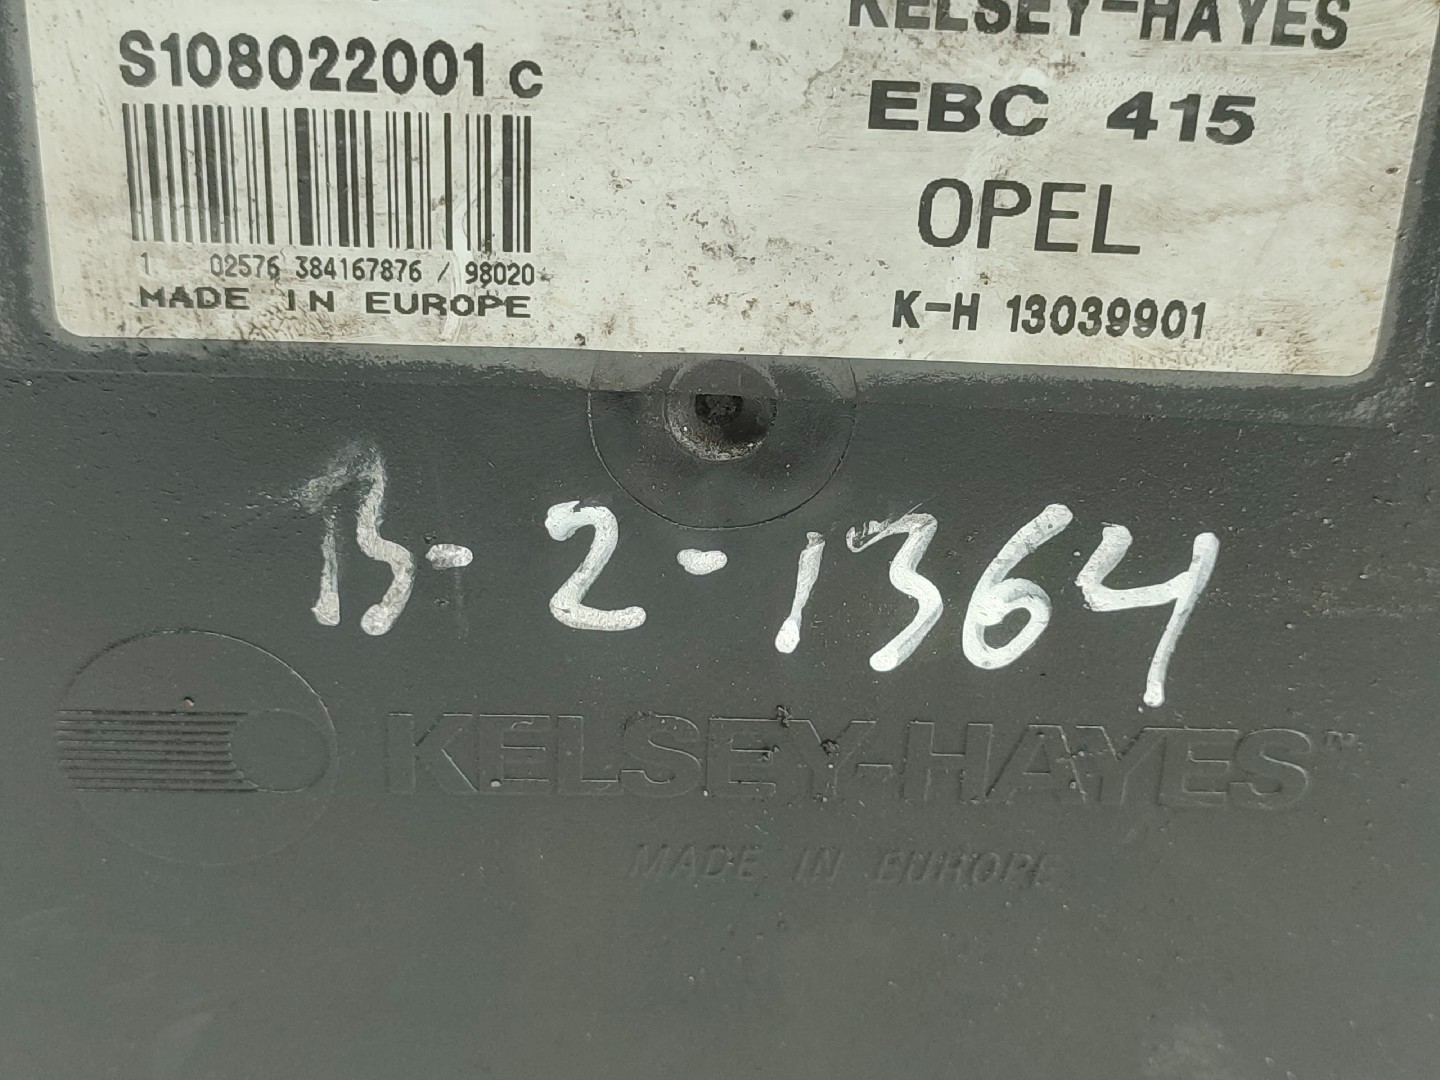 KELSEY-HAYES
S108022001 C
EBC 415
OPEL
1 02576 384167876 / 98020
MADE IN EUROPE
K-H 13039901
B-2-1364
KELSEY-HAYES™
MADE IN EUROPE